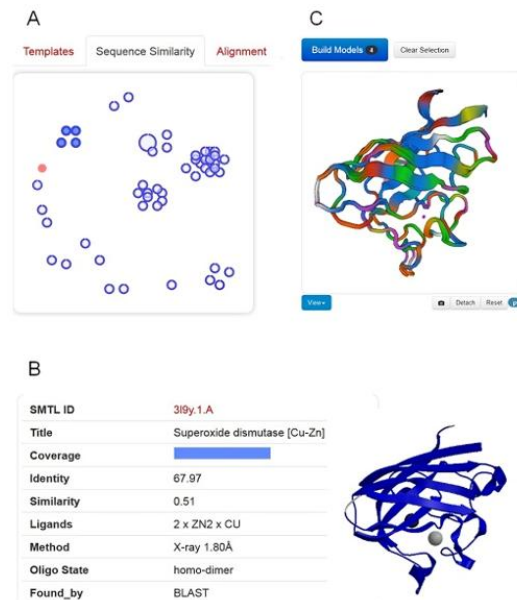 A
Templates Sequence Similarity Alignment
C
Build Models 4 Clear Selection
View
Detach Reset
B
SMTL ID 3l9y.1.A
Title Superoxide dismutase [Cu-Zn]
Coverage
Identity 67.97
Similarity 0.51
Ligands 2 x ZN2 x CU
Method X-ray 1.80Å
Oligo State homo-dimer
Found_by BLAST